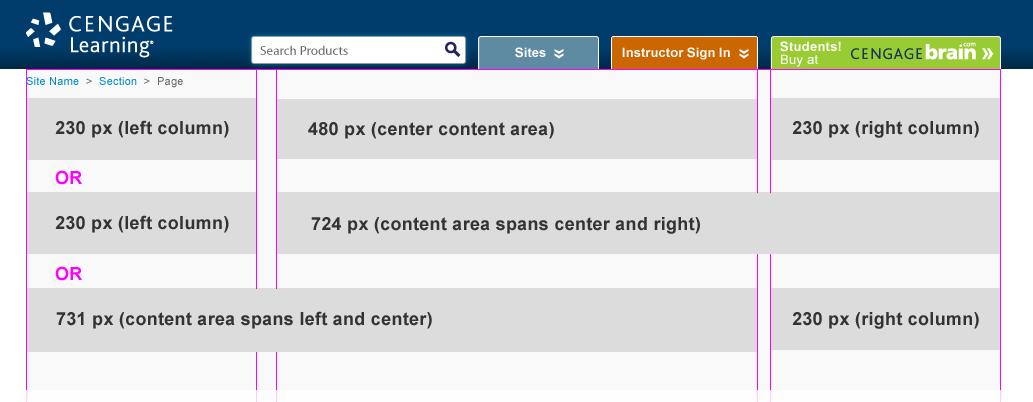 CENGAGE
Learning®
Search Products
Sites
Instructor Sign In
Students!
Buy at
CENGAGEbrain.com »
Site Name > Section > Page
230 px (left column)
480 px (center content area)
230 px (right column)
OR
230 px (left column)
724 px (content area spans center and right)
OR
731 px (content area spans left and center)
230 px (right column)